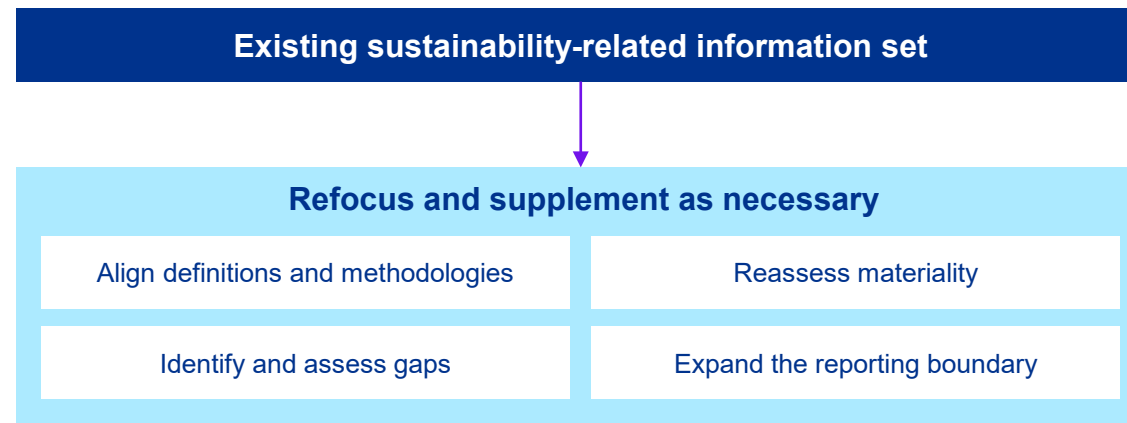 Existing sustainability-related information set
Refocus and supplement as necessary
Align definitions and methodologies
Reassess materiality
Identify and assess gaps
Expand the reporting boundary